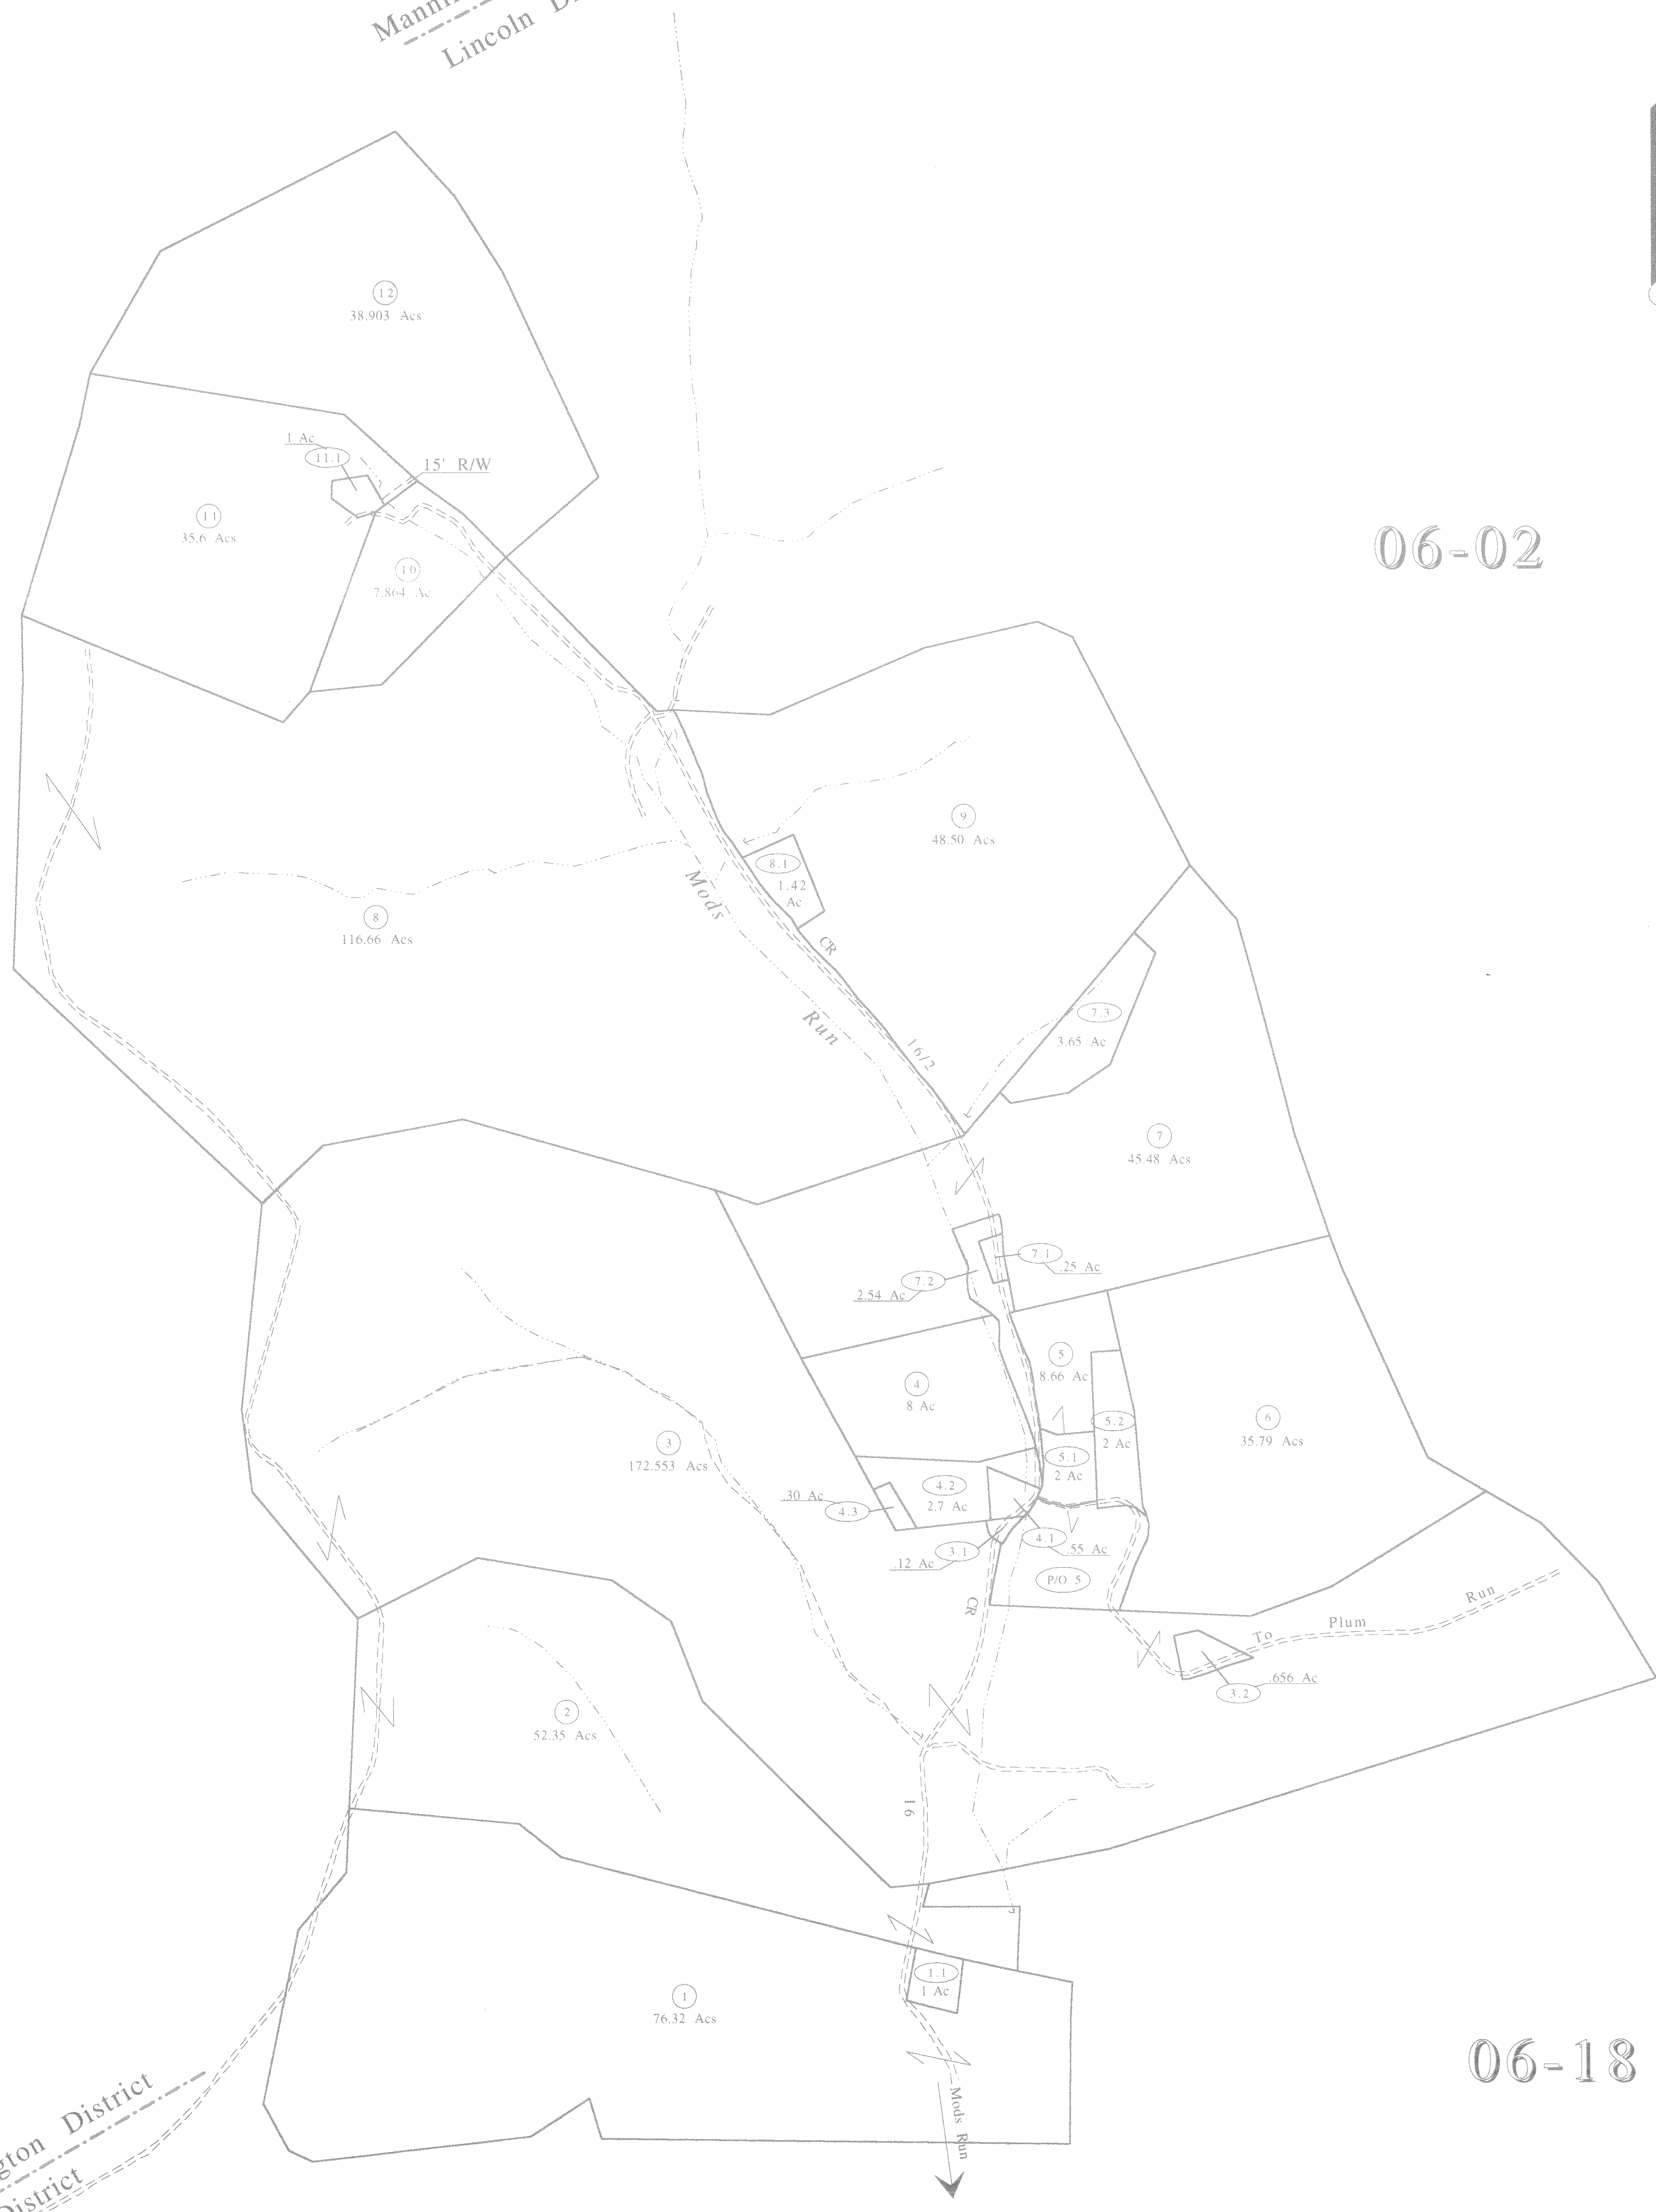 Lincoln
12
38.903 Acs
1 Ac
11.1
15' R/W
11
35.6 Acs
10
7.864 Ac
06-02
9
48.50 Acs
8.1
1.42
Ac
Mods
8
116.66 Acs
CR
Run
16/2
7.3
3.65 Ac
7
45.48 Acs
7.1
.25 Ac
7.2
2.54 Ac
5
8.66 Ac
4
8 Ac
5.2
2 Ac
6
35.79 Acs
3
172.553 Acs
5.1
2 Ac
4.2
2.7 Ac
.30 Ac
4.3
4.1
.55 Ac
3.1
.12 Ac
P/O 5
CR
To Plum Run
.656 Ac
3.2
2
52.35 Acs
16
1.1
1 Ac
1
76.32 Acs
06-18
Mods Run
District
District